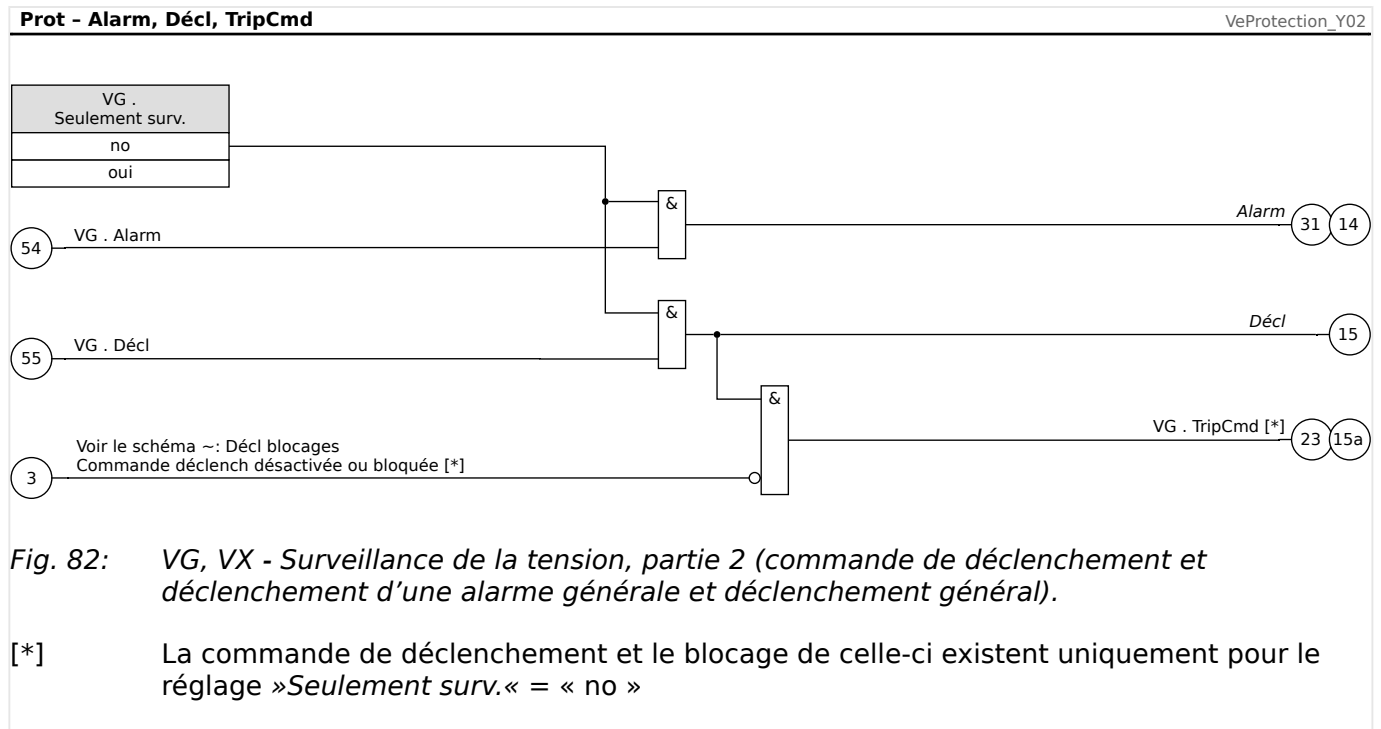 Prot – Alarm, Décl, TripCmd
VeProtection_Y02
VG .
Seulement surv.
no
oui
&
Alarm
31
14
54
VG . Alarm
&
Décl
15
55
VG . Décl
&
VG . TripCmd [*]
23
15a
Voir le schéma ~: Décl blocages
Commande déclench désactivée ou bloquée [*]
3
Fig. 82: VG, VX - Surveillance de la tension, partie 2 (commande de déclenchement et
déclenchement d’une alarme générale et déclenchement général).
[*] La commande de déclenchement et le blocage de celle-ci existent uniquement pour le
réglage »Seulement surv.« = « no »